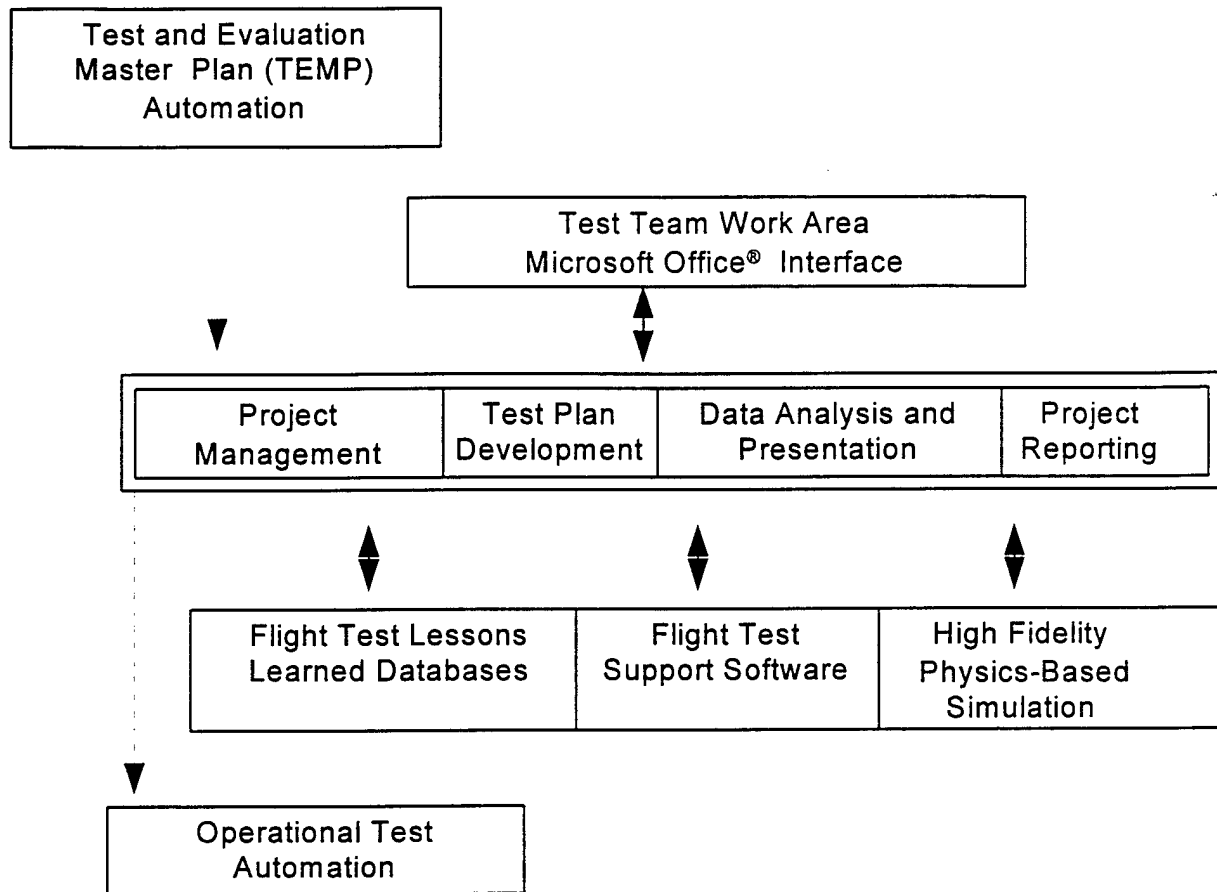 Test and Evaluation
Master Plan (TEMP)
Automation
Test Team Work Area
Microsoft Office® Interface
Project
Management
Test Plan
Development
Data Analysis and
Presentation
Project
Reporting
Flight Test Lessons
Learned Databases
Flight Test
Support Software
High Fidelity
Physics-Based
Simulation
Operational Test
Automation